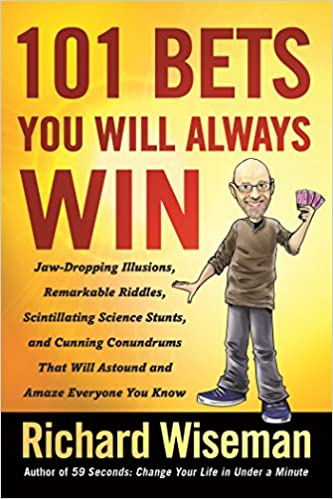 101 BETS
YOU WILL ALWAYS
WIN
Jaw-Dropping Illusions,
Remarkable Riddles,
Scintillating Science Stunts,
and Cunning Conundrums
That Will Astound and
Amaze Everyone You Know
Richard Wiseman
Author of 59 Seconds: Change Your Life in Under a Minute